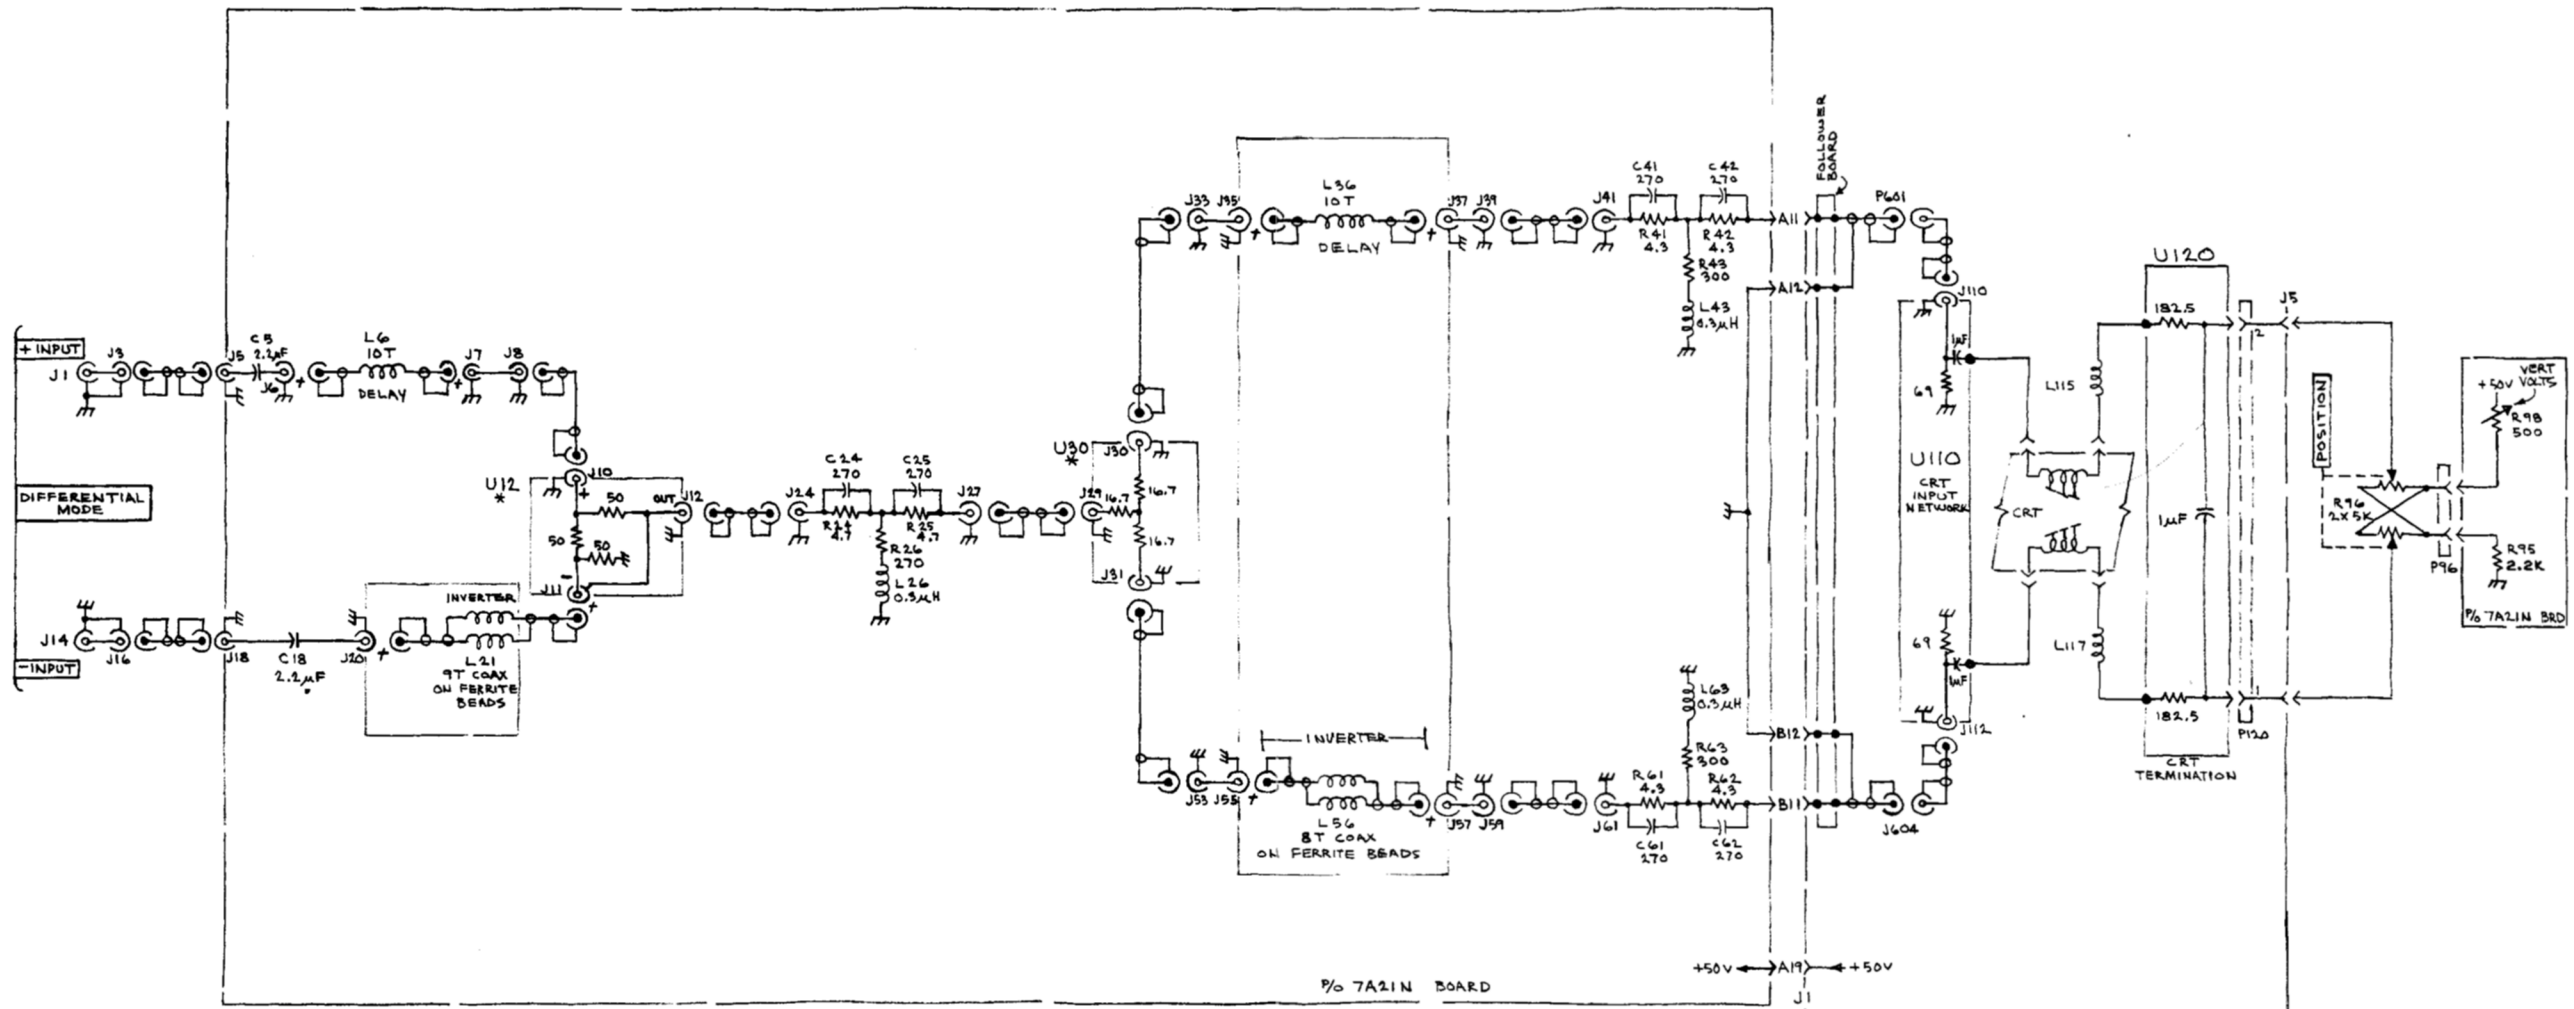 FOLLOWER
BOARD
C41
270
C42
270
P601
L36
10T
DELAY
J33
J35
+
+
J37
J39
J41
R41
4.3
R42
4.3
A11
R43
300
L43
0.3µH
A12
J110
+INPUT
J1
J3
J5
C5
2.2µF
J6
+
L6
10T
DELAY
+
J7
J8
1µF
69
U110
CRT
INPUT
NETWORK
L115
U120
182.5
2
J5
POSITION
VERT
VOLTS
+50V
R98
500
DIFFERENTIAL
MODE
U12
*
J10
+
50
OUT
J12
50
50
-
J11
+
J24
C24
270
R24
4.7
C25
270
R25
4.7
J27
R26
270
L26
0.3µH
U30
*
J30
J29
16.7
16.7
16.7
J31
CRT
1µF
R96
2X5K
P96
R95
2.2K
P/O 7A21N BRD
J14
J16
-INPUT
J18
C18
2.2µF
J20
+
INVERTER
L21
9T COAX
ON FERRITE
BEADS
69
1µF
J112
L117
182.5
1
P120
CRT
TERMINATION
L63
0.3µH
R63
300
B12
INVERTER
J53
J55
+
L56
8T COAX
ON FERRITE BEADS
+
J57
J59
J61
R61
4.3
R62
4.3
C61
270
C62
270
B11
J604
+50V
A19
+50V
J1
P/O 7A21N BOARD